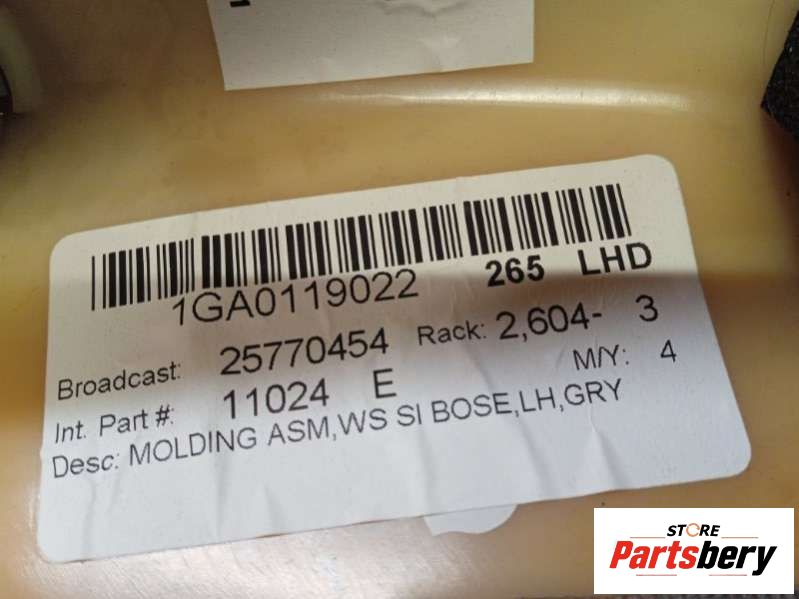 1GA0119022 265 LHD
Broadcast: 25770454 Rack: 2,604- 3
Int. Part #: 11024 E M/Y: 4
Desc: MOLDING ASM,WS SI BOSE,LH,GRY
STORE
Partsbery